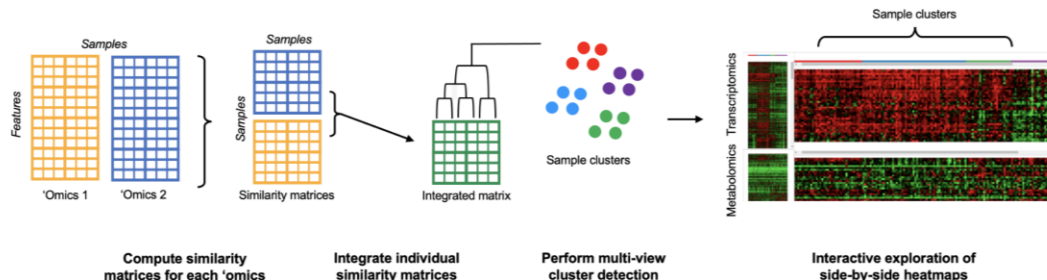 Samples
Features
'Omics 1
'Omics 2
Samples
Samples
Similarity matrices
Integrated matrix
Sample clusters
Sample clusters
Transcriptomics
Metabolomics
Compute similarity
matrices for each 'omics
Integrate individual
similarity matrices
Perform multi-view
cluster detection
Interactive exploration of
side-by-side heatmaps